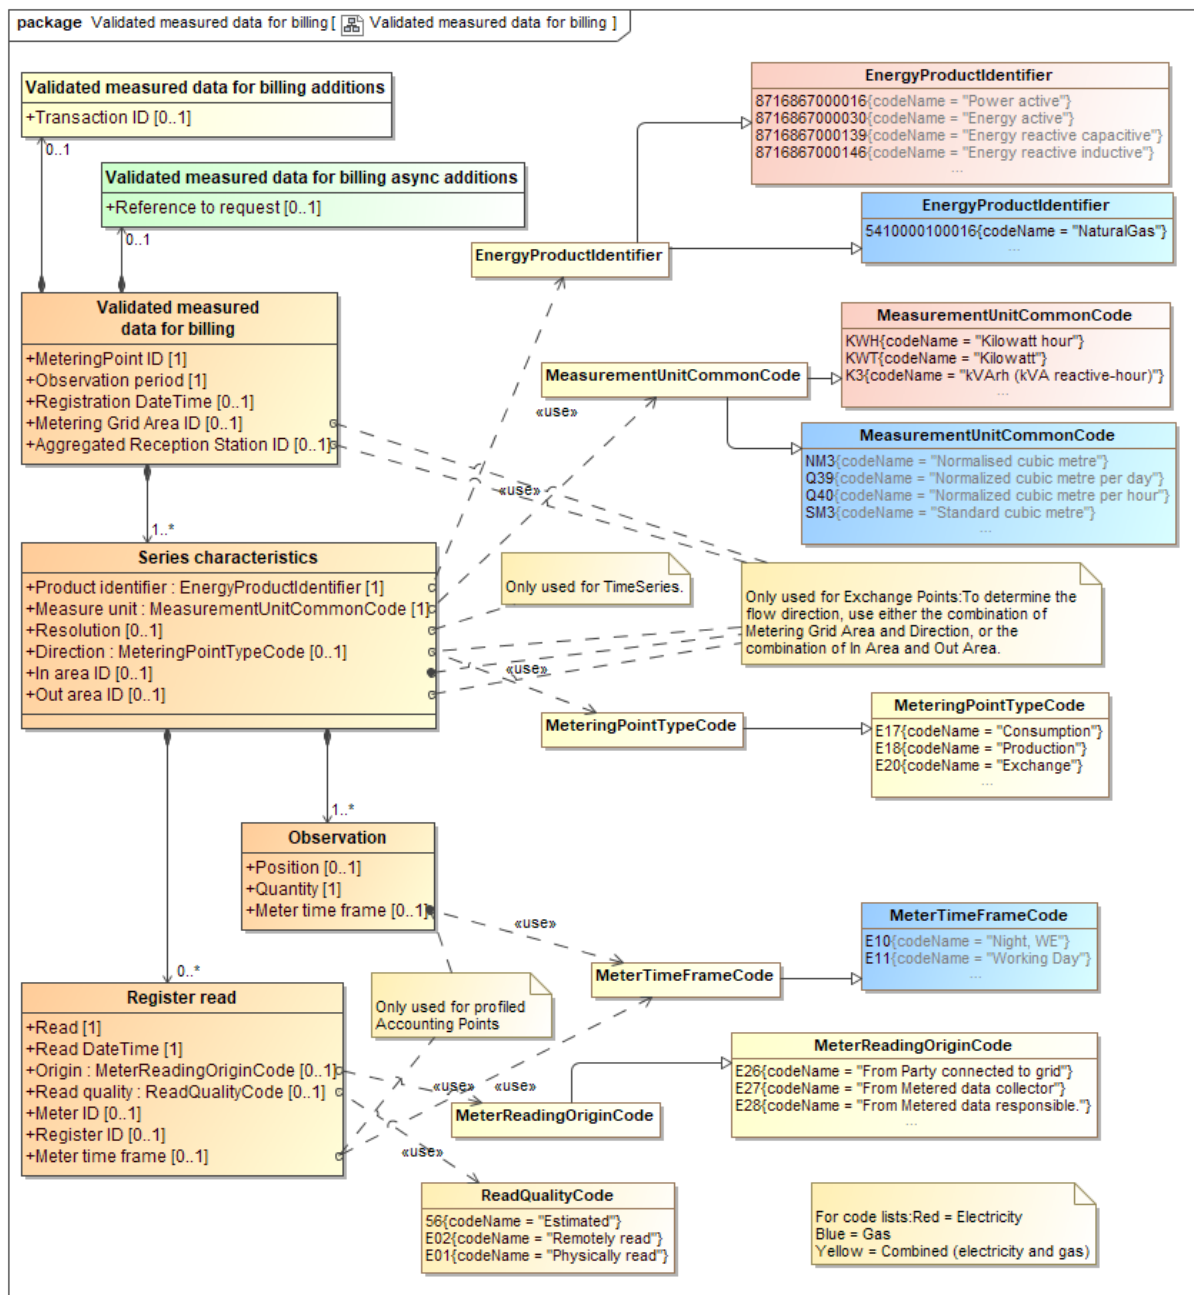 package Validated measured data for billing [ Validated measured data for billing ]
Validated measured data for billing additions
+Transaction ID [0..1]
0..1
Validated measured data for billing async additions
+Reference to request [0..1]
0..1
Validated measured
data for billing
+MeteringPoint ID [1]
+Observation period [1]
+Registration DateTime [0..1]
+Metering Grid Area ID [0..1]
+Aggregated Reception Station ID [0..1]
1..*
Series characteristics
+Product identifier : EnergyProductIdentifier [1]
+Measure unit : MeasurementUnitCommonCode [1]
+Resolution [0..1]
+Direction : MeteringPointTypeCode [0..1]
+In area ID [0..1]
+Out area ID [0..1]
1..*
Observation
+Position [0..1]
+Quantity [1]
+Meter time frame [0..1]
0..*
Register read
+Read [1]
+Read DateTime [1]
+Origin : MeterReadingOriginCode [0..1]
+Read quality : ReadQualityCode [0..1]
+Meter ID [0..1]
+Register ID [0..1]
+Meter time frame [0..1]
EnergyProductIdentifier
8716867000016{codeName = "Power active"}
8716867000030{codeName = "Energy active"}
8716867000139{codeName = "Energy reactive capacitive"}
8716867000146{codeName = "Energy reactive inductive"}
...
EnergyProductIdentifier
5410000100016{codeName = "NaturalGas"}
...
EnergyProductIdentifier
MeasurementUnitCommonCode
KWH{codeName = "Kilowatt hour"}
KWT{codeName = "Kilowatt"}
K3{codeName = "kVArh (kVA reactive-hour)"}
...
MeasurementUnitCommonCode
«use»
MeasurementUnitCommonCode
NM3{codeName = "Normalised cubic metre"}
Q39{codeName = "Normalized cubic metre per day"}
Q40{codeName = "Normalized cubic metre per hour"}
SM3{codeName = "Standard cubic metre"}
...
«use»
Only used for TimeSeries.
Only used for Exchange Points:To determine the
flow direction, use either the combination of
Metering Grid Area and Direction, or the
combination of In Area and Out Area.
«use»
MeteringPointTypeCode
MeteringPointTypeCode
E17{codeName = "Consumption"}
E18{codeName = "Production"}
E20{codeName = "Exchange"}
...
«use»
MeterTimeFrameCode
MeterTimeFrameCode
E10{codeName = "Night, WE"}
E11{codeName = "Working Day"}
...
Only used for profiled
Accounting Points
«use»
«use»
MeterReadingOriginCode
MeterReadingOriginCode
E26{codeName = "From Party connected to grid"}
E27{codeName = "From Metered data collector"}
E28{codeName = "From Metered data responsible."}
...
«use»
ReadQualityCode
56{codeName = "Estimated"}
E02{codeName = "Remotely read"}
E01{codeName = "Physically read"}
For code lists:Red = Electricity
Blue = Gas
Yellow = Combined (electricity and gas)